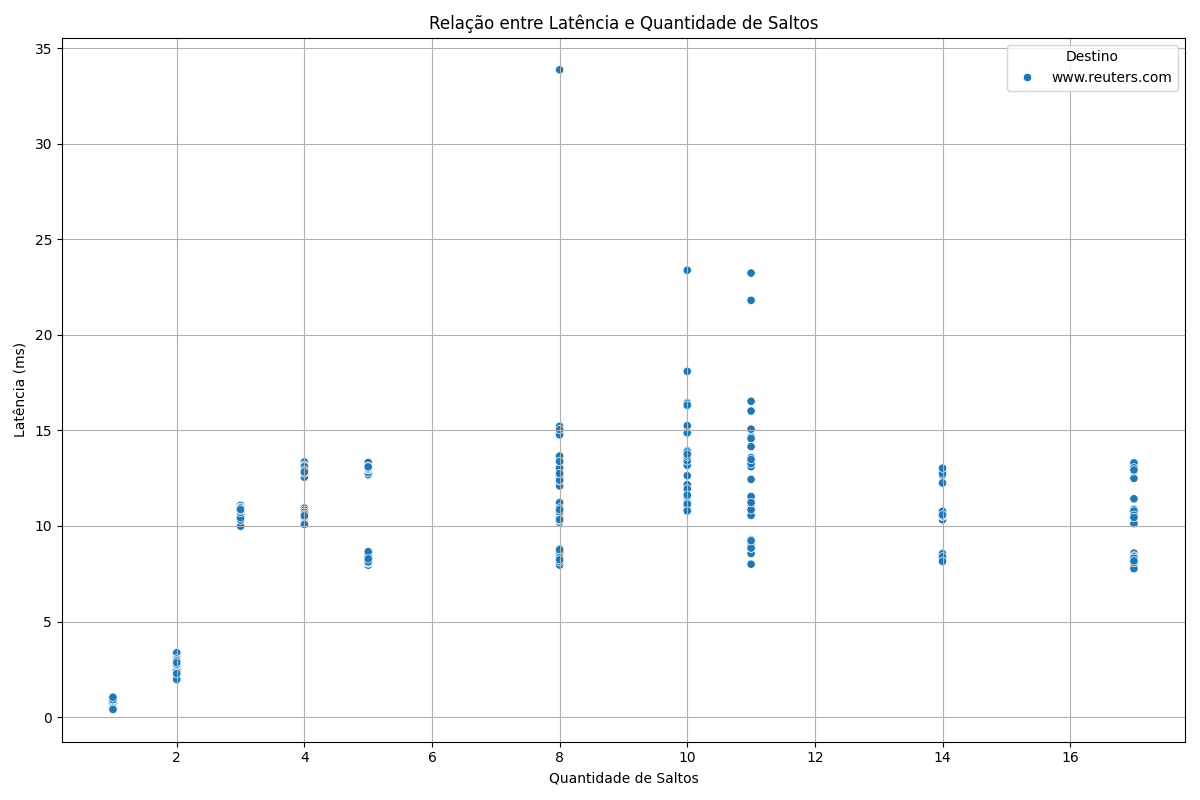 Relação entre Latência e Quantidade de Saltos
Destino
www.reuters.com
Latência (ms)
35
30
25
20
15
10
5
0
2 4 6 8 10 12 14 16
Quantidade de Saltos